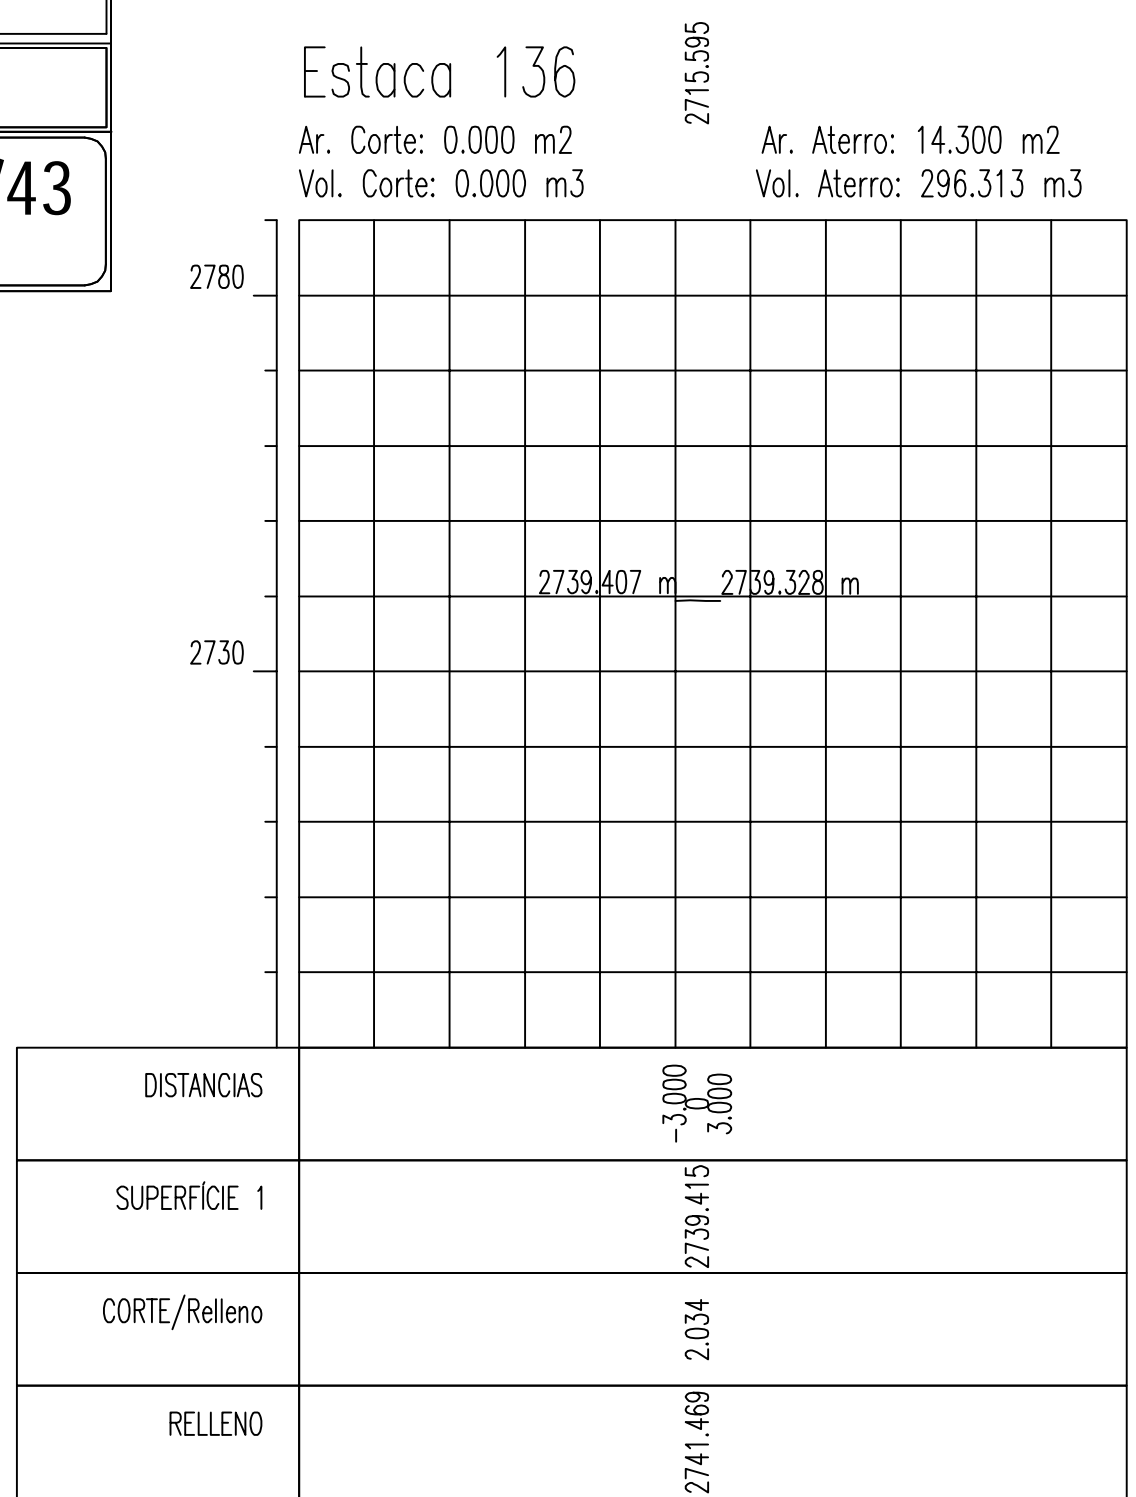 /43
2715.595
Estaca 136
Ar. Corte: 0.000 m2
Ar. Aterro: 14.300 m2
Vol. Corte: 0.000 m3
Vol. Aterro: 296.313 m3
2780
2739.407 m
2739.328 m
2730
DISTANCIAS
-3.000
0
3.000
SUPERFÍCIE 1
2739.415
CORTE/Relleno
2.034
RELLENO
2741.469